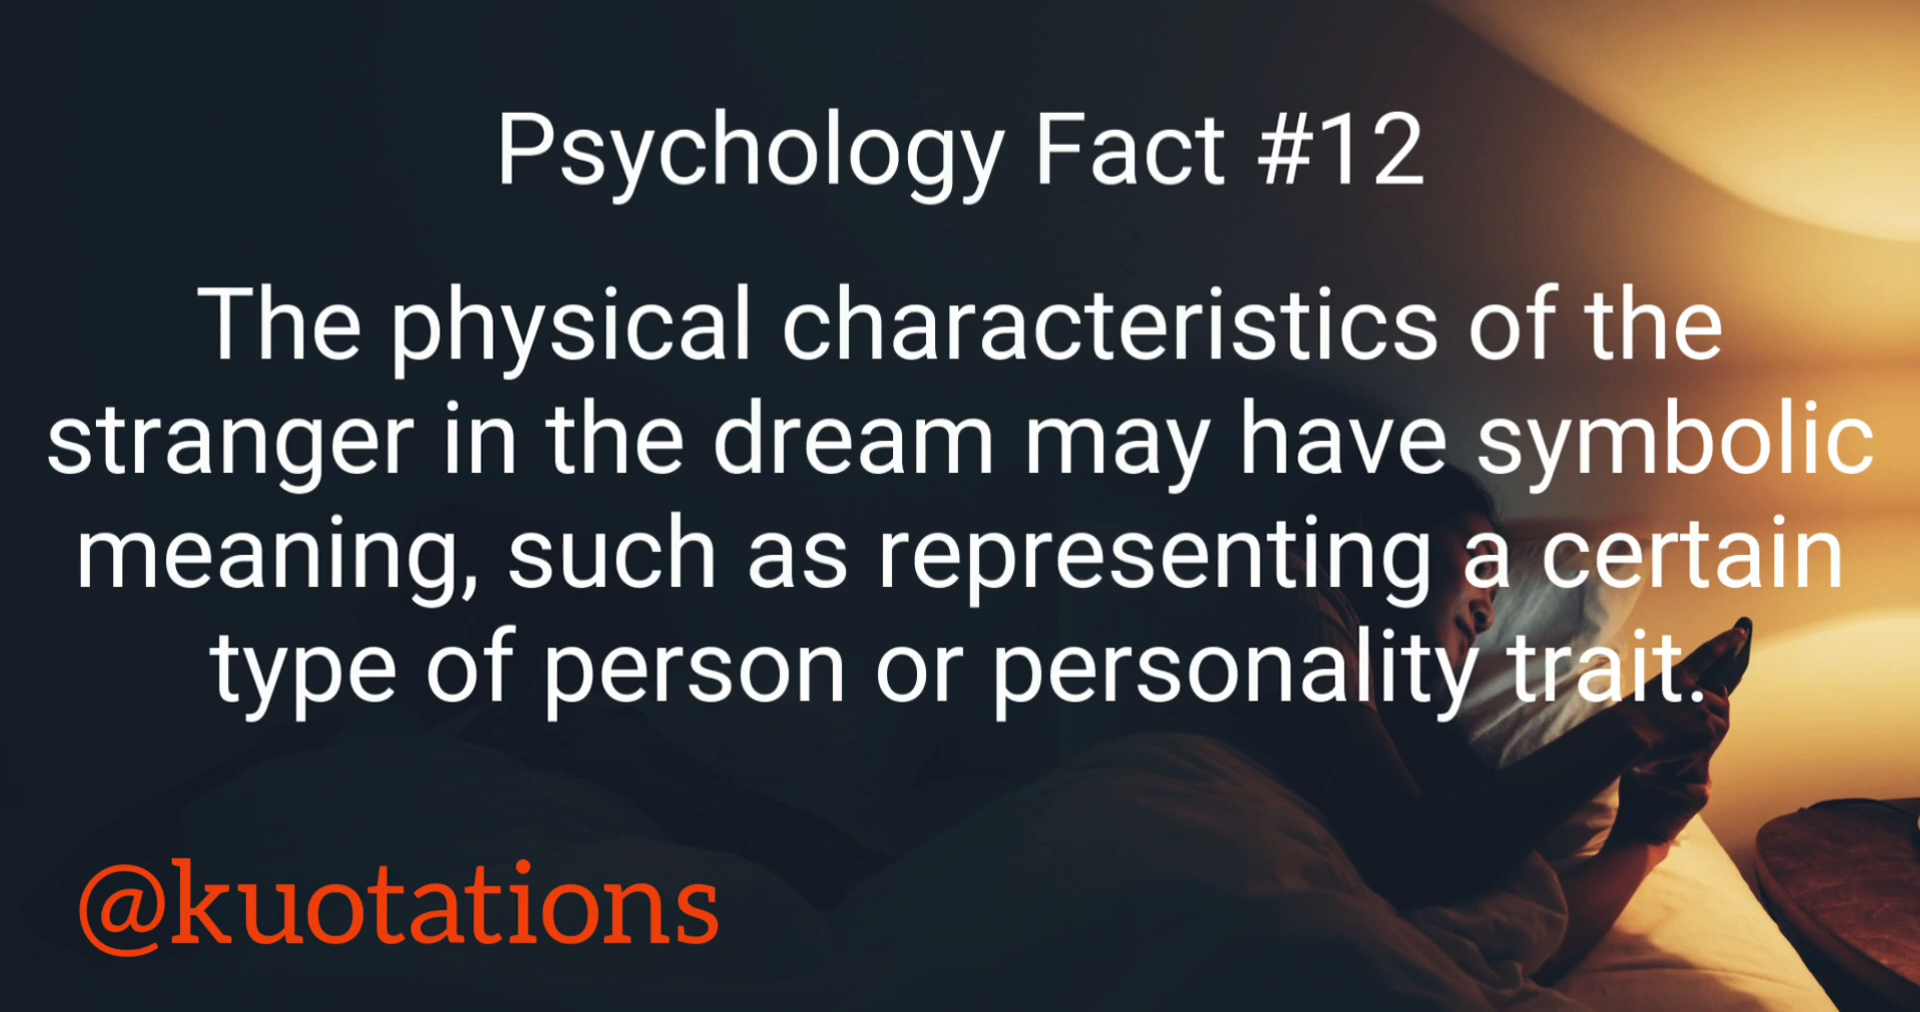 Psychology Fact #12
The physical characteristics of the
stranger in the dream may have symbolic
meaning, such as representing a certain
type of person or personality trait.
@kuotations